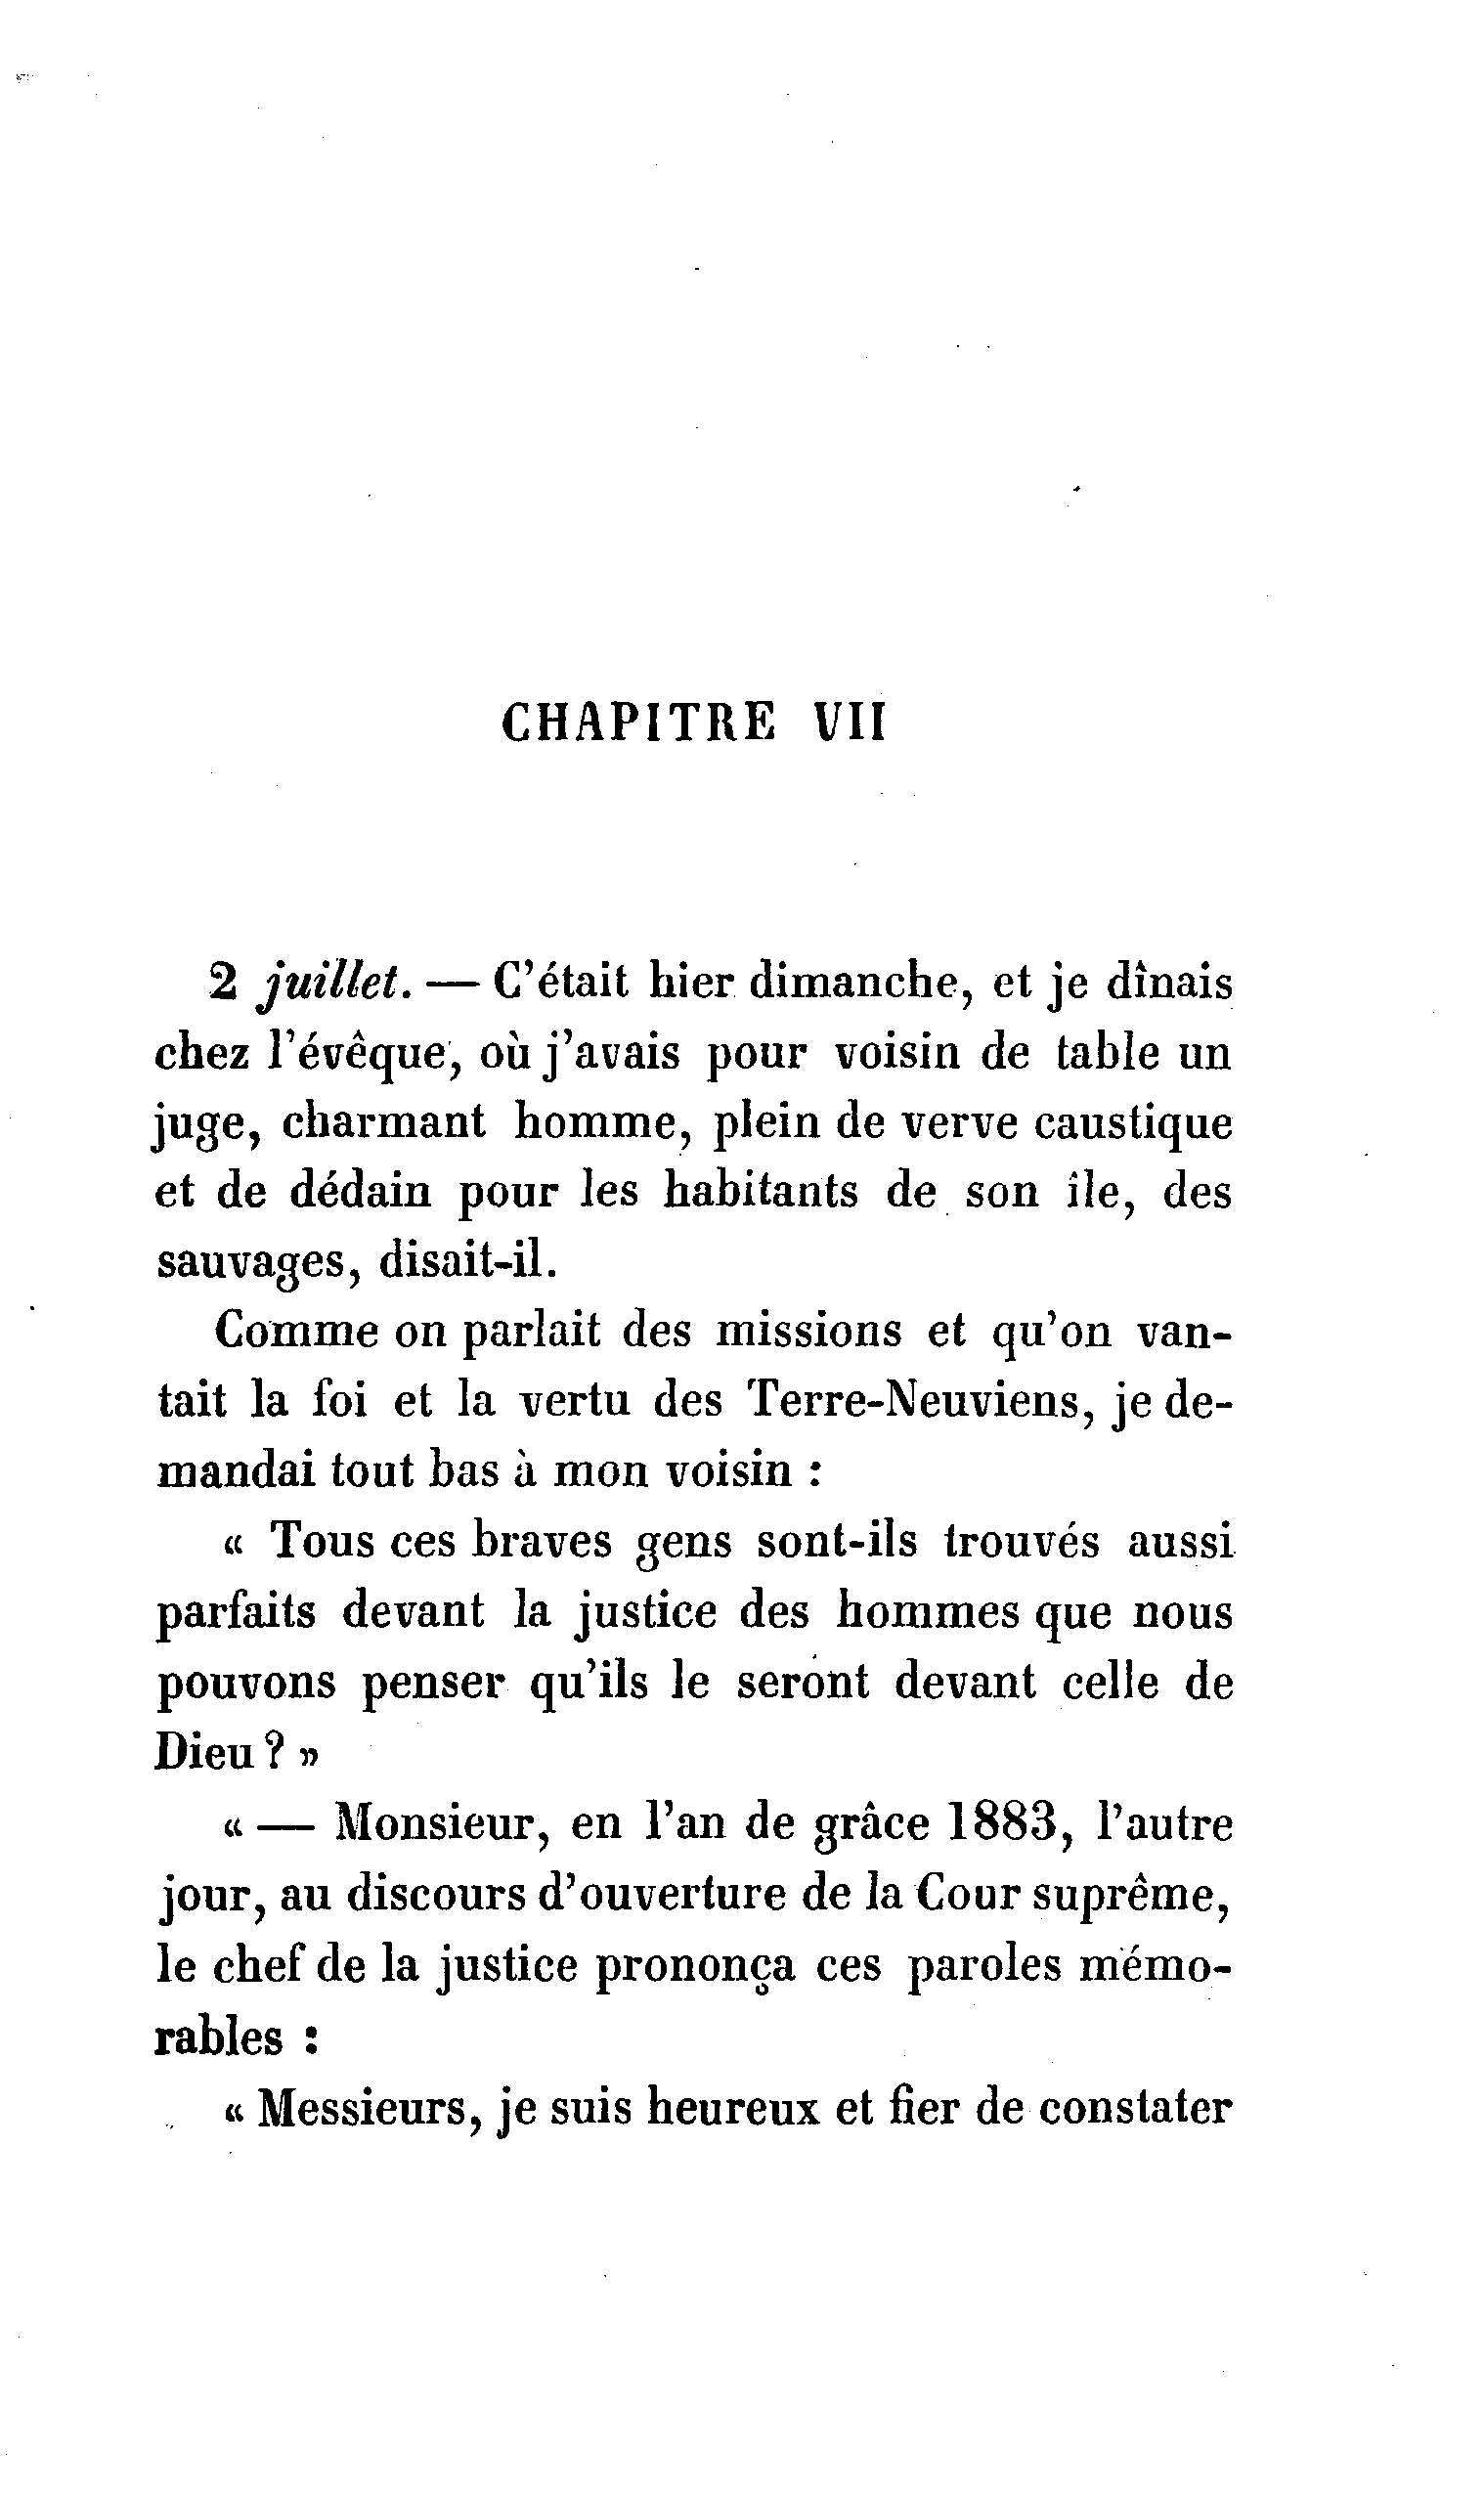 CHAPITRE VII
2 juillet. — C'était hier dimanche, et je dînais
chez l'évêque, où j'avais pour voisin de table un
juge, charmant homme, plein de verve caustique
et de dédain pour les habitants de son île, des
sauvages, disait-il.
Comme on parlait des missions et qu'on van-
tait la foi et la vertu des Terre-Neuviens, je de-
mandai tout bas à mon voisin :
« Tous ces braves gens sont-ils trouvés aussi
parfaits devant la justice des hommes que nous
pouvons penser qu'ils le seront devant celle de
Dieu ? »
« — Monsieur, en l'an de grâce 1883, l'autre
jour, au discours d'ouverture de la Cour suprême,
le chef de la justice prononça ces paroles mémo-
rables :
« Messieurs, je suis heureux et fier de constater